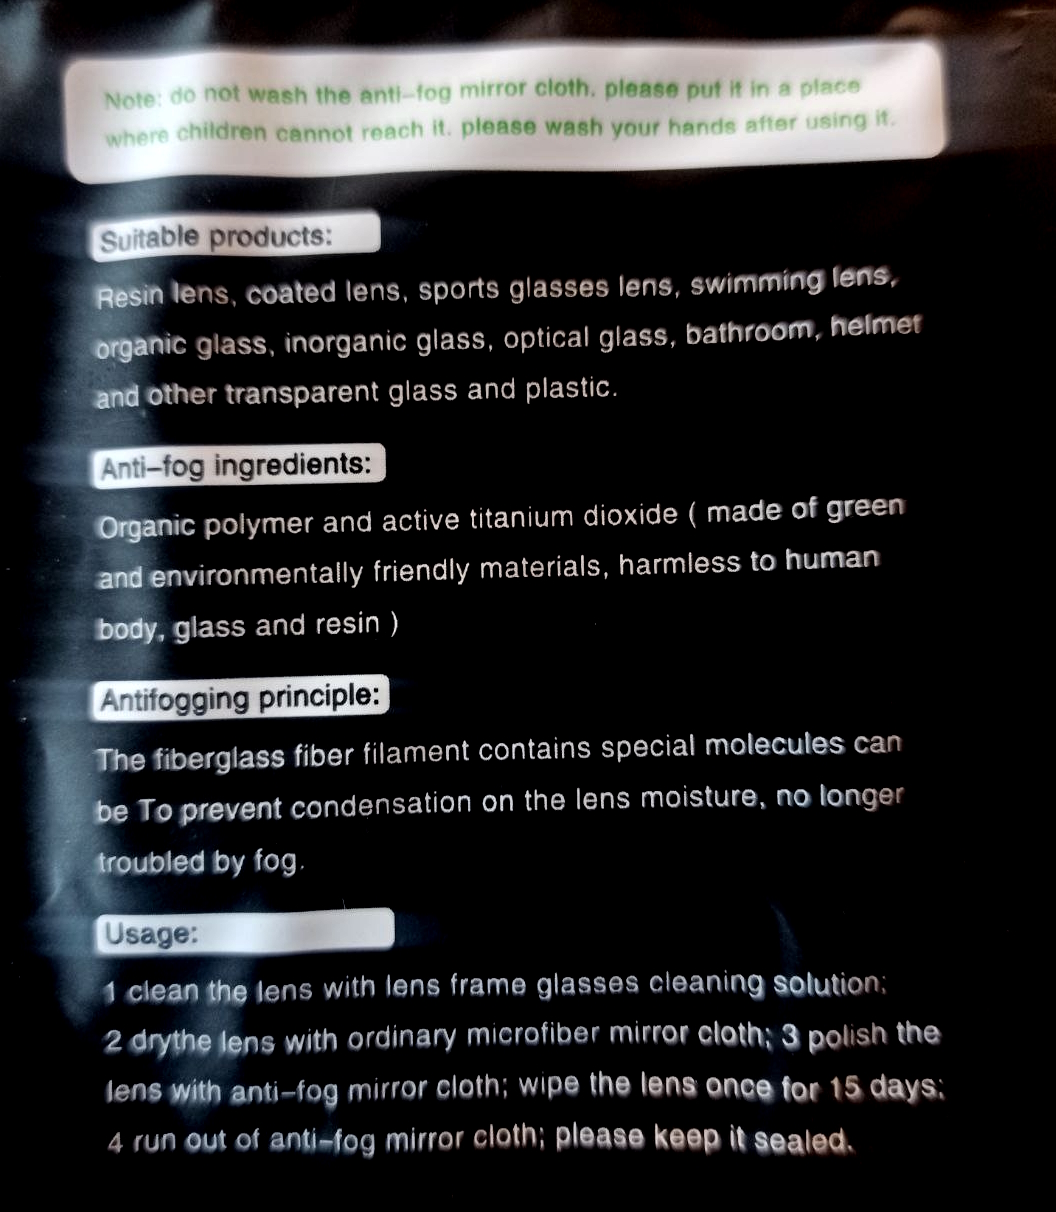 Note: do not wash the anti-fog mirror cloth. please put it in a place
where children cannot reach it. please wash your hands after using it.
Suitable products:
Resin lens, coated lens, sports glasses lens, swimming lens,
organic glass, inorganic glass, optical glass, bathroom, helmet
and other transparent glass and plastic.
Anti-fog ingredients:
Organic polymer and active titanium dioxide ( made of green
and environmentally friendly materials, harmless to human
body, glass and resin )
Antifogging principle:
The fiberglass fiber filament contains special molecules can
be To prevent condensation on the lens moisture, no longer
troubled by fog.
Usage:
1 clean the lens with lens frame glasses cleaning solution;
2 drythe lens with ordinary microfiber mirror cloth; 3 polish the
lens with anti-fog mirror cloth; wipe the lens once for 15 days;
4 run out of anti-fog mirror cloth; please keep it sealed.